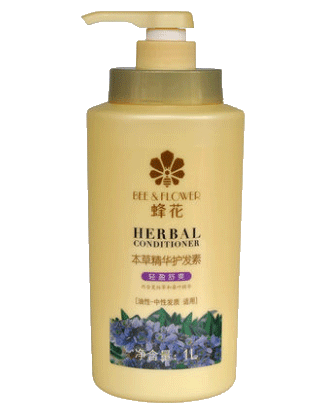 BEE & FLOWER
蜂花
HERBAL
CONDITIONER
本草精华护发素
轻盈舒爽
[油性-中性发质 适用]
净含量: 1L